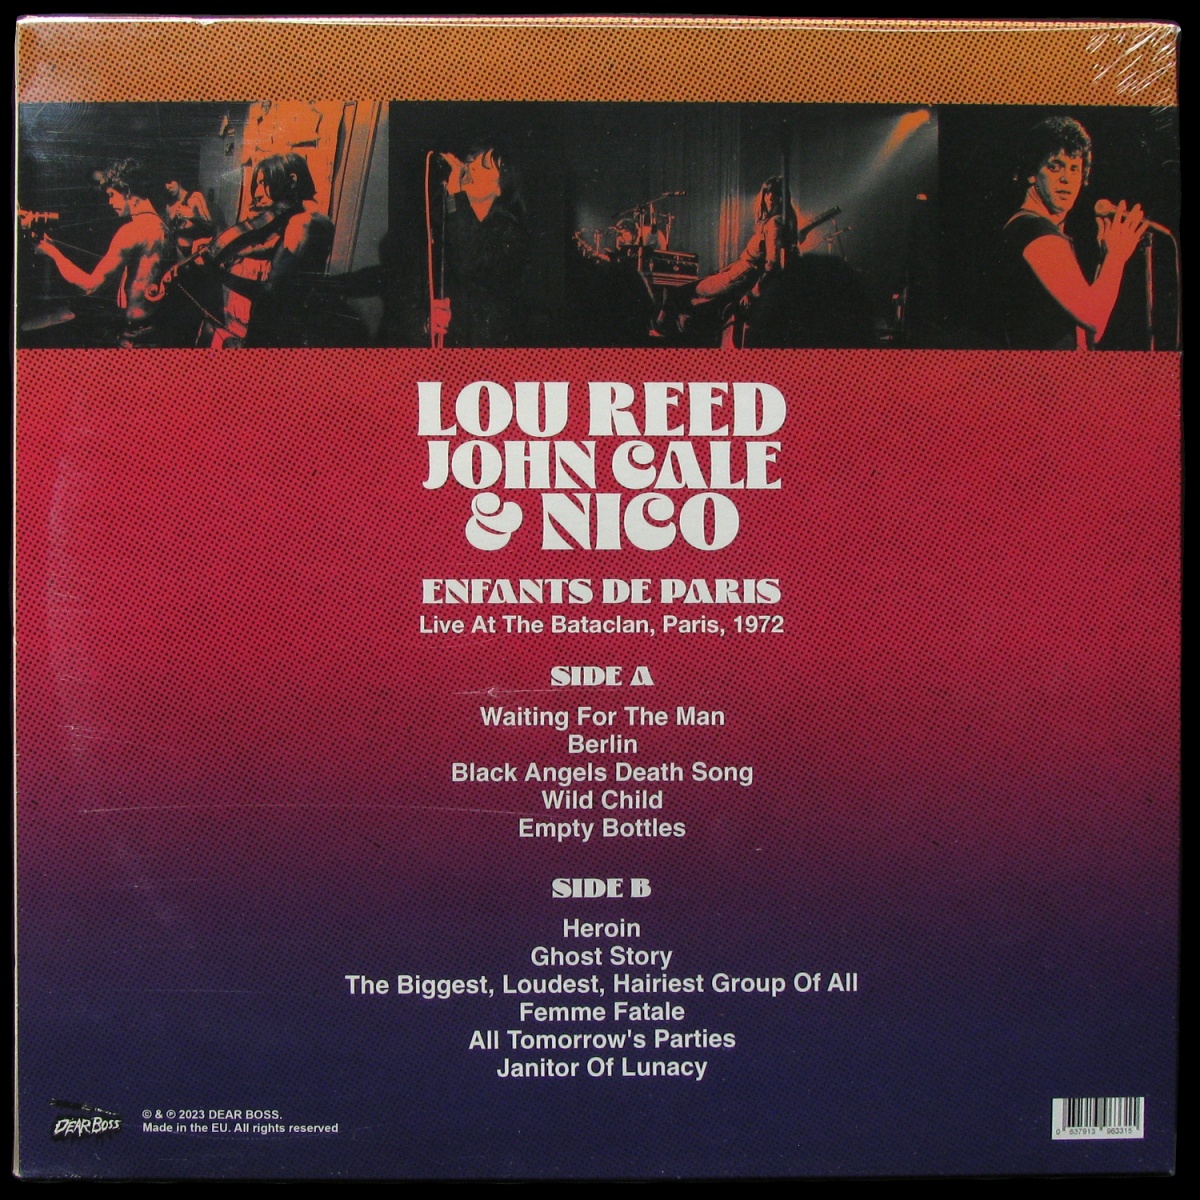 LOU REED
JOHN CALE
& NICO
ENFANTS DE PARIS
Live At The Bataclan, Paris, 1972
SIDE A
Waiting For The Man
Berlin
Black Angels Death Song
Wild Child
Empty Bottles
SIDE B
Heroin
Ghost Story
The Biggest, Loudest, Hairiest Group Of All
Femme Fatale
All Tomorrow's Parties
Janitor Of Lunacy
DEAR BOSS
© & ℗ 2023 DEAR BOSS.
Made in the EU. All rights reserved
0 637913 963315